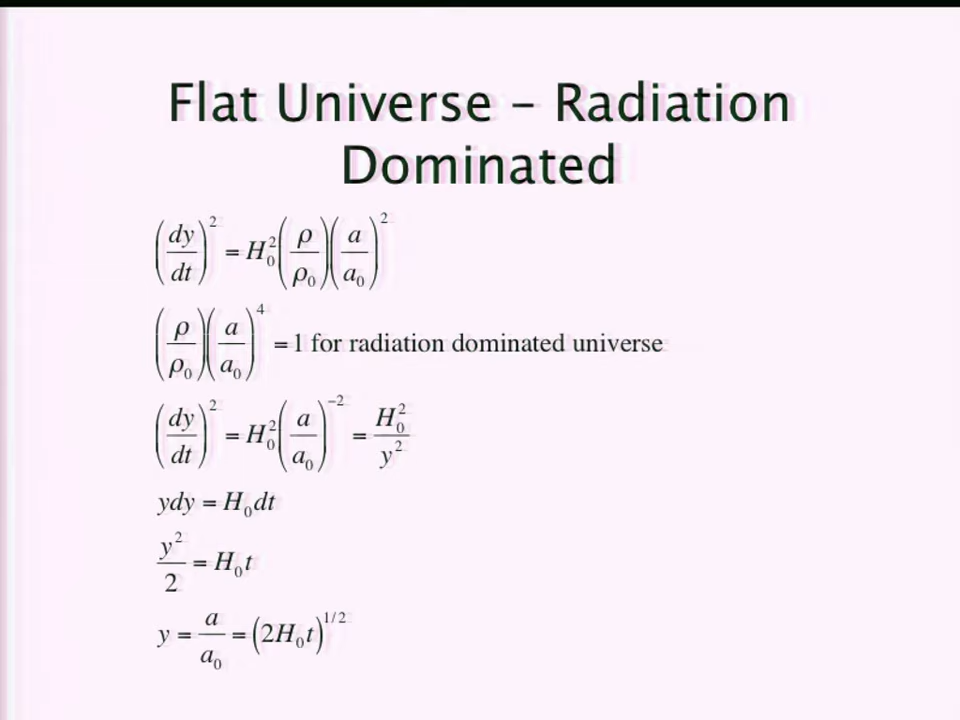 Flat Universe – Radiation
Dominated
(dy/dt)² = H₀²(ρ/ρ₀)(a/a₀)²
(ρ/ρ₀)(a/a₀)⁴ = 1 for radiation dominated universe
(dy/dt)² = H₀²(a/a₀)⁻² = H₀²/y²
ydy = H₀dt
y²/2 = H₀t
y = a/a₀ = (2H₀t)^{1/2}